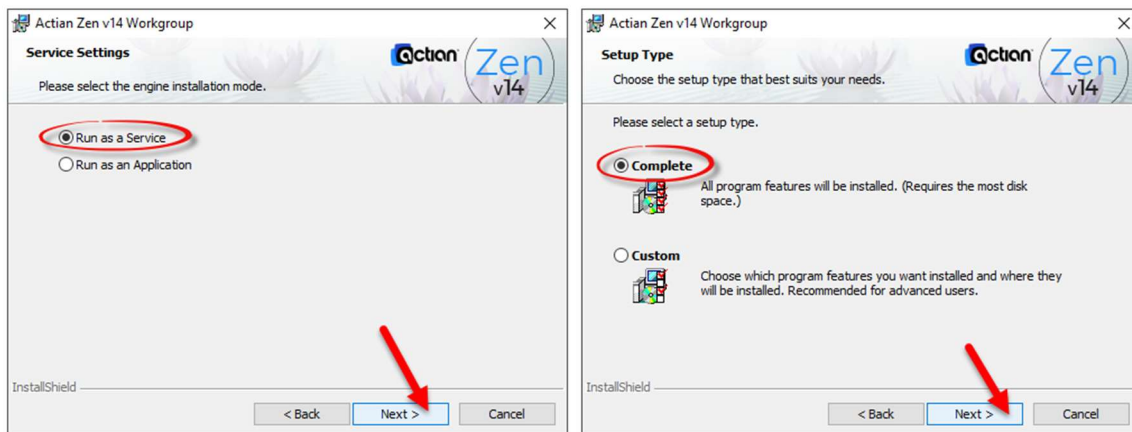 Actian Zen v14 Workgroup
Service Settings
Please select the engine installation mode.
actian
Zen
v14
Run as a Service
Run as an Application
InstallShield
< Back
Next >
Cancel
Actian Zen v14 Workgroup
Setup Type
Choose the setup type that best suits your needs.
actian
Zen
v14
Please select a setup type.
Complete
All program features will be installed. (Requires the most disk
space.)
Custom
Choose which program features you want installed and where they
will be installed. Recommended for advanced users.
InstallShield
< Back
Next >
Cancel